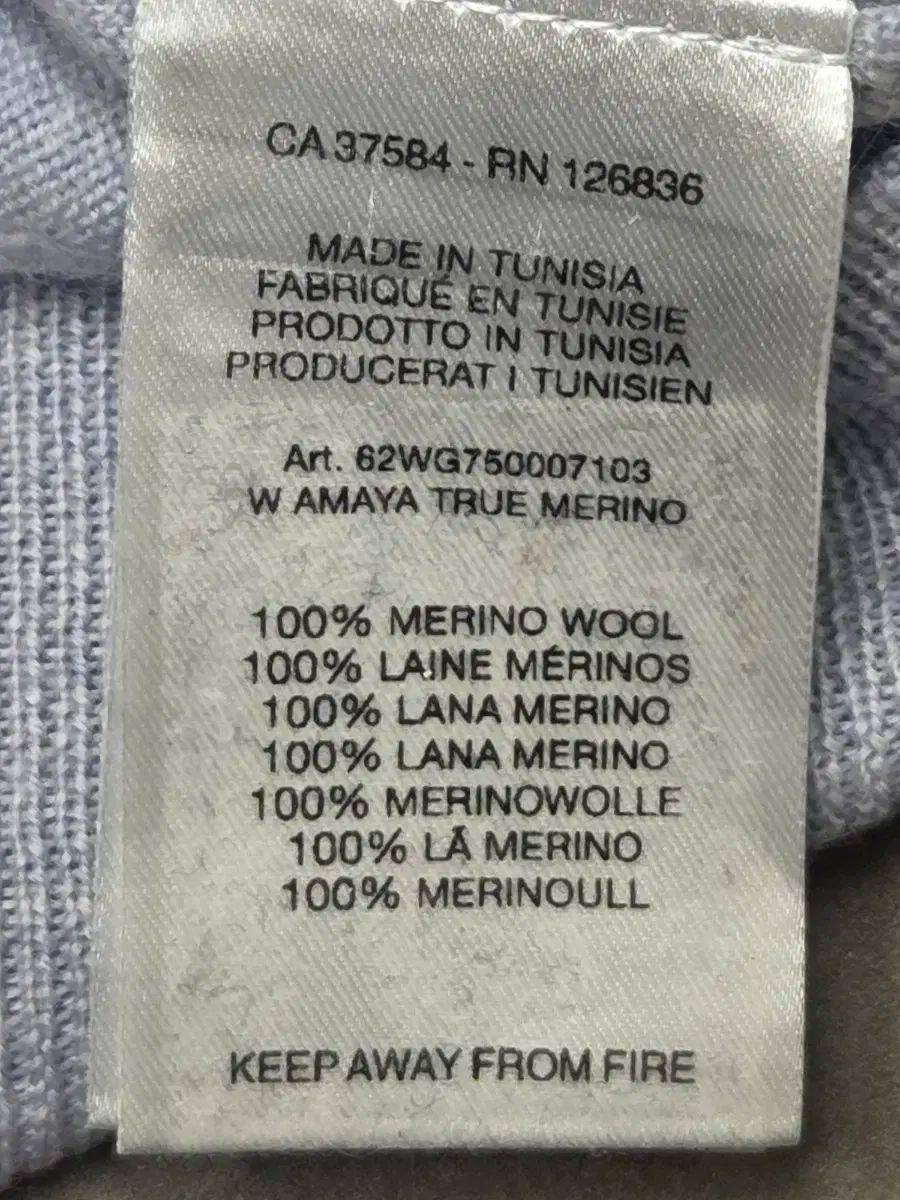 CA 37584 - RN 126836
MADE IN TUNISIA
FABRIQUÉ EN TUNISIE
PRODOTTO IN TUNISIA
PRODUCERAT I TUNISIEN
Art. 62WG750007103
W AMAYA TRUE MERINO
100% MERINO WOOL
100% LAINE MÉRINOS
100% LANA MERINO
100% LANA MERINO
100% MERINOWOLLE
100% LÃ MERINO
100% MERINOULL
KEEP AWAY FROM FIRE